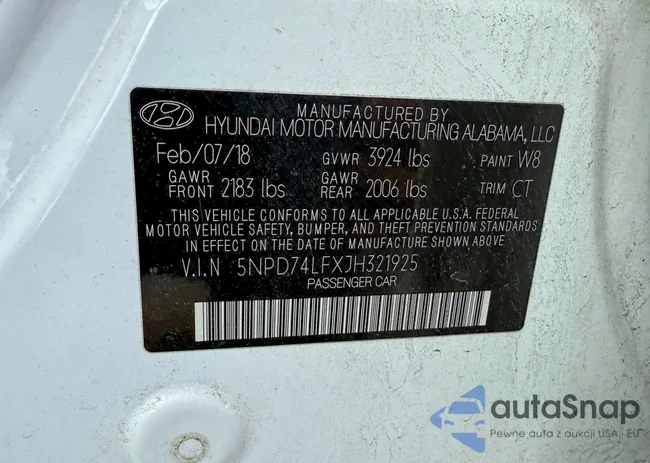 MANUFACTURED BY
HYUNDAI MOTOR MANUFACTURING ALABAMA, LLC
Feb/07/18 GVWR 3924 lbs PAINT W8
GAWR FRONT 2183 lbs GAWR REAR 2006 lbs TRIM CT
THIS VEHICLE CONFORMS TO ALL APPLICABLE U.S.A. FEDERAL
MOTOR VEHICLE SAFETY, BUMPER, AND THEFT PREVENTION STANDARDS
IN EFFECT ON THE DATE OF MANUFACTURE SHOWN ABOVE
V.I.N 5NPD74LFXJH321925
PASSENGER CAR
autaSnap
Pewne auta z aukcji USA i EU